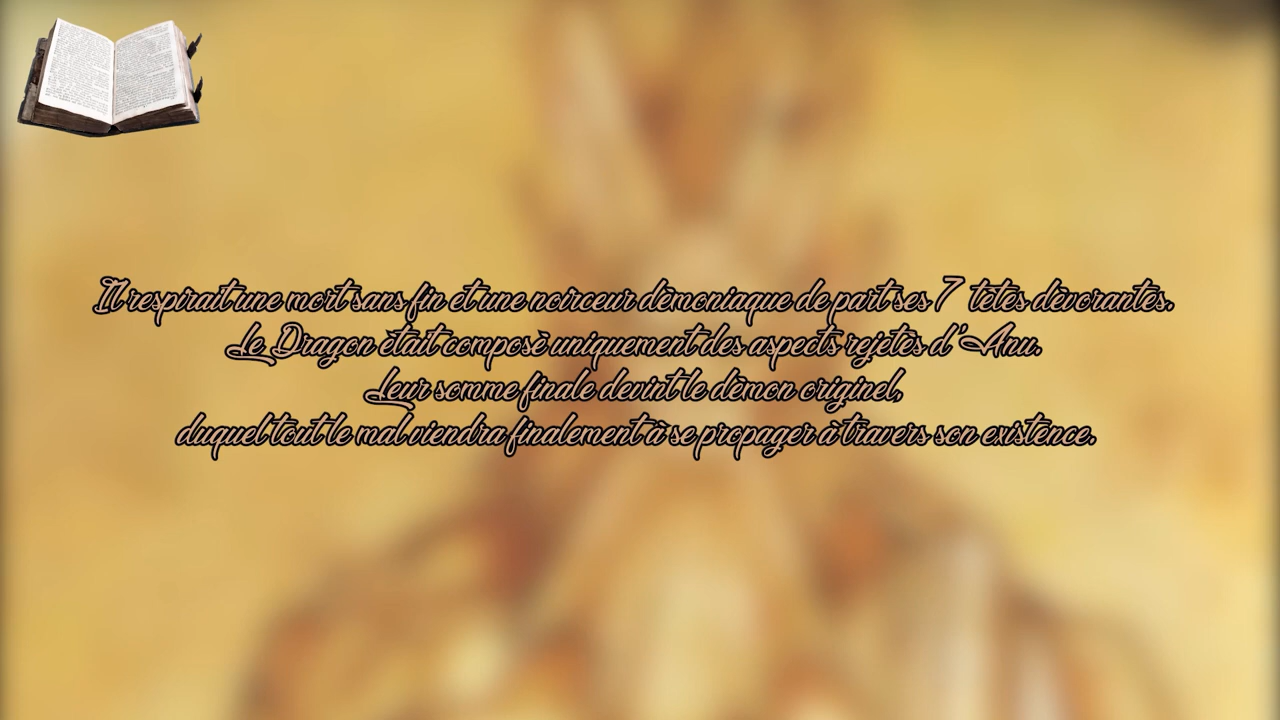 Il respirait une mort sans fin et une noirceur démoniaque de part ses 7 têtes dévorantes.
Le Dragon était composé uniquement des aspects rejetés d'Anu.
Leur somme finale devint le démon originel,
duquel tout le mal viendra finalement à se propager à travers son existence.